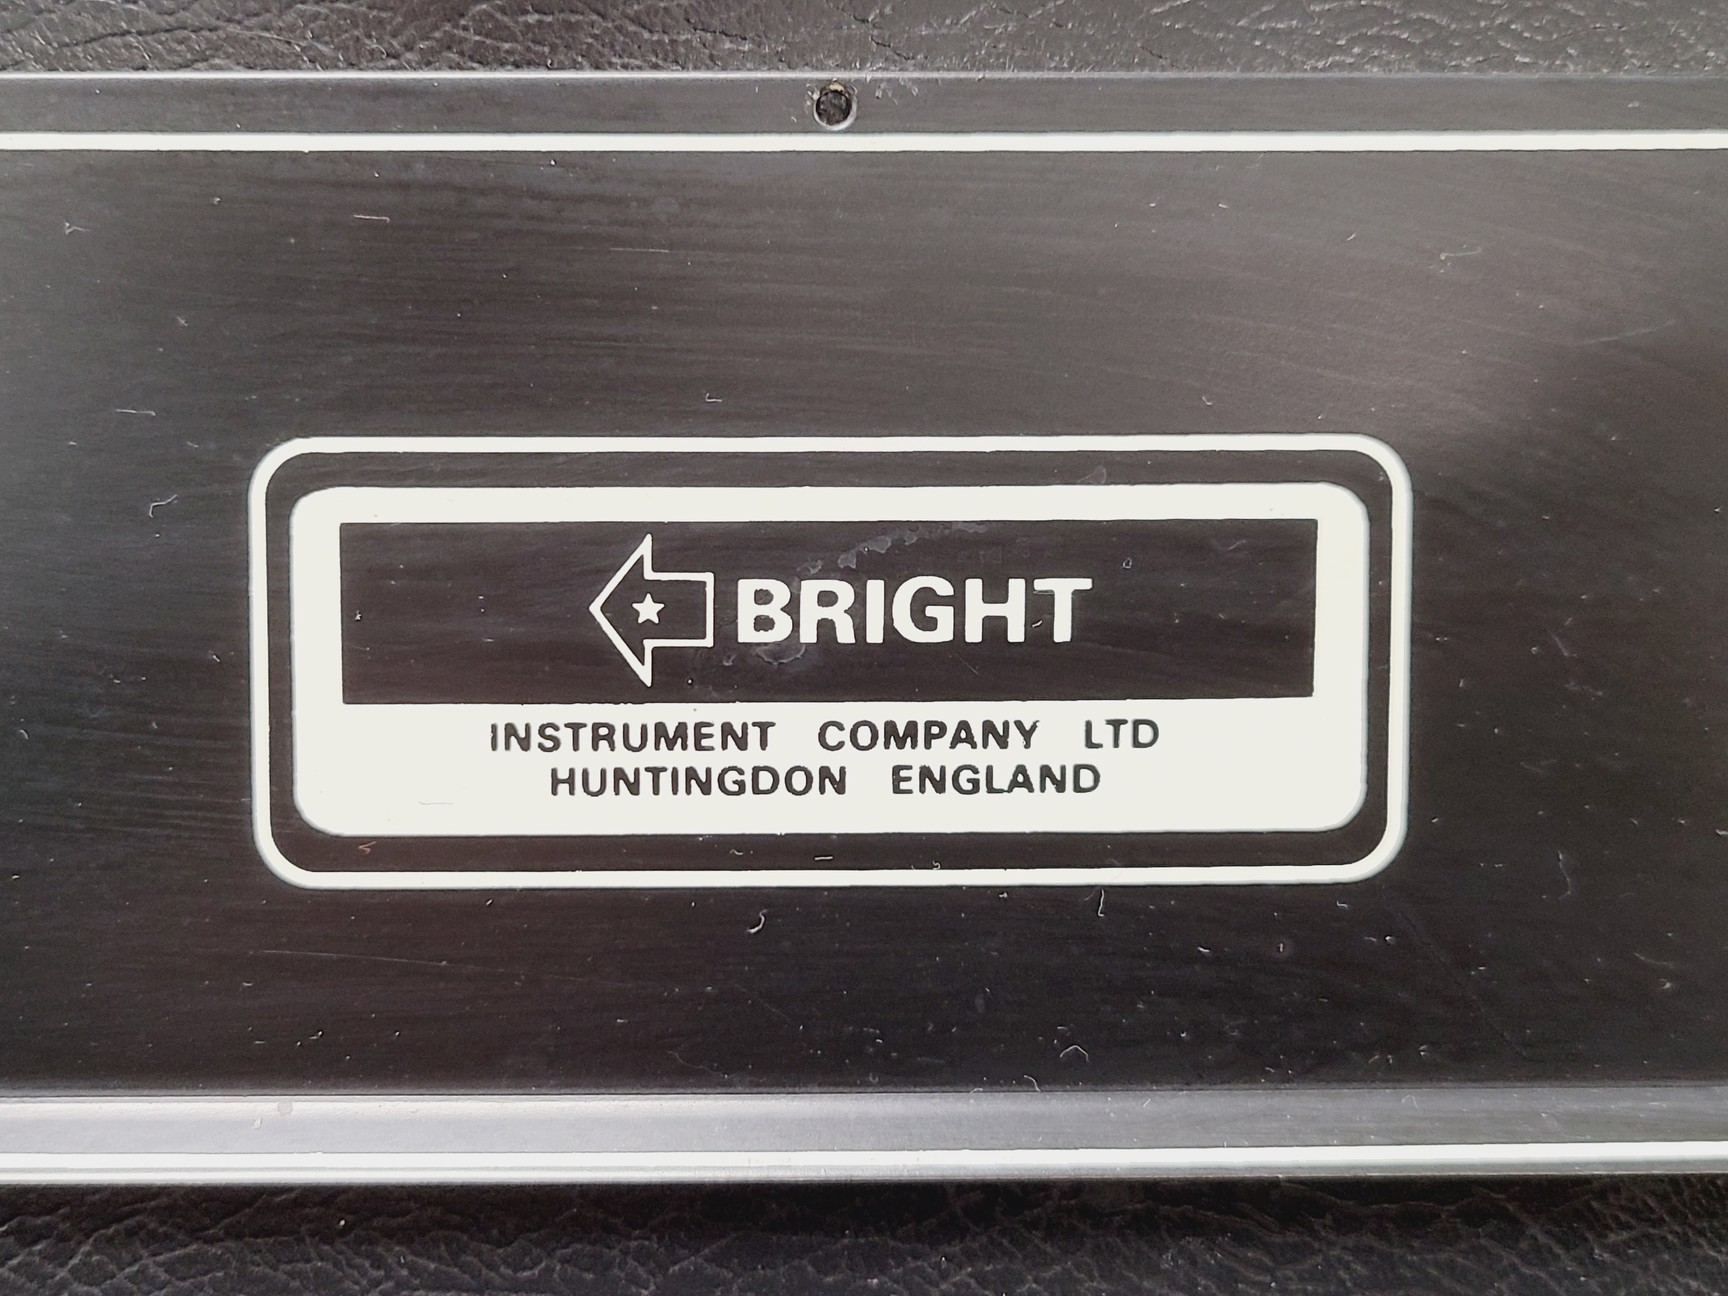 BRIGHT
INSTRUMENT COMPANY LTD
HUNTINGDON ENGLAND